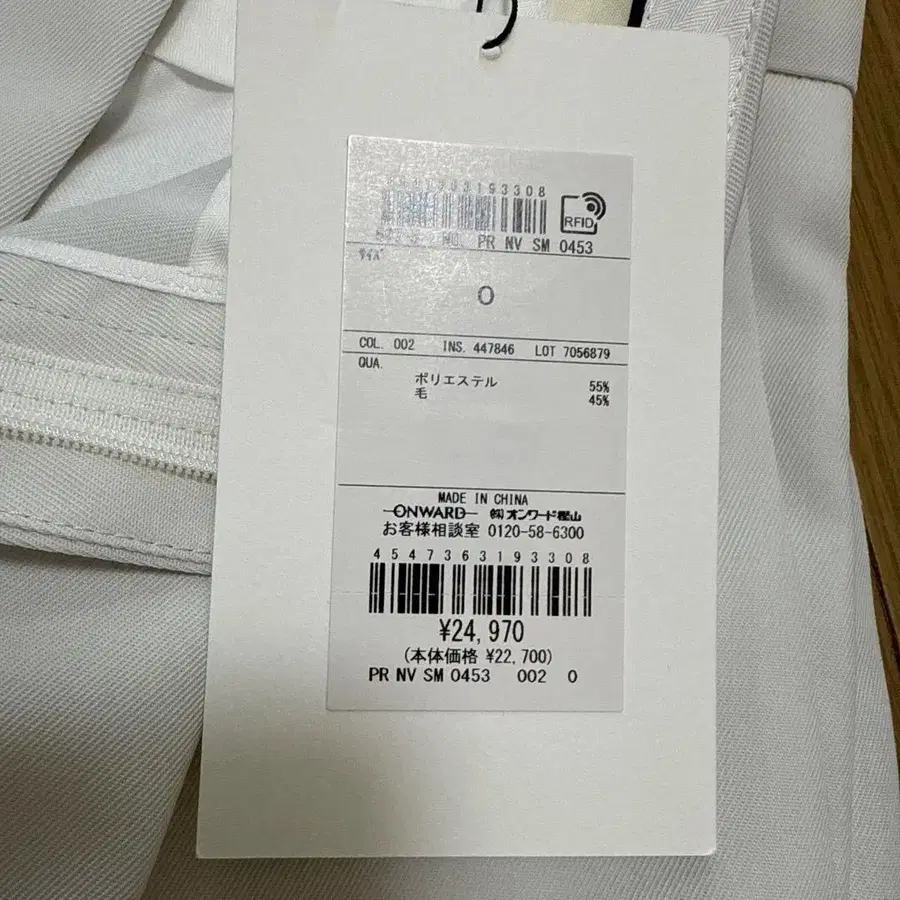 RFID
NO. PR NV SM 0453
サイズ
O
COL. 002 INS. 447846 LOT 7056879
QUA.
ポリエステル 55%
毛 45%
MADE IN CHINA
ONWARD ㈱オンワード樫山
お客様相談室 0120-58-6300
4547361193308
¥24,970
(本体価格 ¥22,700)
PR NV SM 0453 002 O